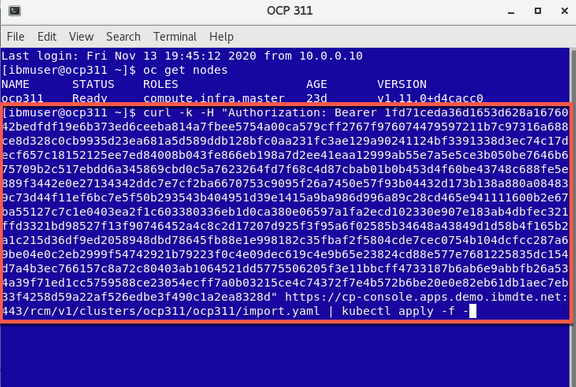 OCP 311
File Edit View Search Terminal Help
Last login: Fri Nov 13 19:45:12 2020 from 10.0.0.10
[ibmuser@ocp311 ~]$ oc get nodes
NAME STATUS ROLES AGE VERSION
ocp311 Ready compute,infra,master 23d v1.11.0+d4cacc0
[ibmuser@ocp311 ~]$ curl -k -H "Authorization: Bearer 1fd71ceda36d1653d628a16760
42bedfdf19e6b373ed6ceeba814a7fbee5754a00ca579cff2767f976074479597211b7c97316a688
ce8d328c0cb9935d23ea681a5d589ddb128bfc0aa231fc3ae129a90241124bf3391338d3ec74c17d
ecf657c18152125ee7ed84008b043fe866eb198a7d2ee41eaa12999ab55e7a5e5ce3b050be7646b6
75709b2c517ebdd6a345869cbd0c5a7623264fd7f68c4d87cbab01b0b453d4f60be43748c688fe5e
889f3442e0e27134342ddc7e7cf2ba6670753c9095f26a7450e57f93b04432d173b138a880a08483
9c73d44f11ef6bc7e5f50b293543b404951d39e1415a9ba986d996a89c28cd465e941111600b2e67
ba55127c7c1e0403ea2f1c603380336eb1d0ca380e06597a1fa2ecd102330e907e183ab4dbfec321
ffd3321bd98527f13f90746452a4c8c2d17207d925f3f95a6f02585b34648a43849d1d58b4f165b2
a1c215d36df9ed2058948dbd78645fb88e1e998182c35fbaf2f5804cde7cec0754b104dcfcc287a6
9be04e0c2eb2999f54742921b79223f0c4e09dec619c4e9b65e23824cd88e577e7681225835dc154
d7a4b3ec766157c8a72c80403ab1064521dd5775506205f3e11bbcff4733187b6ab6e9abbfb26a53
4a39f71ed1cc5759588ce23054ecff7a0b03215ce4c74372f7e4b572b6be20e0e82eb61db1aec7eb
33f4258d59a22af526edbe3f490c1a2ea8328d" https://cp-console.apps.demo.ibmdte.net:
443/rcm/v1/clusters/ocp311/ocp311/import.yaml | kubectl apply -f -